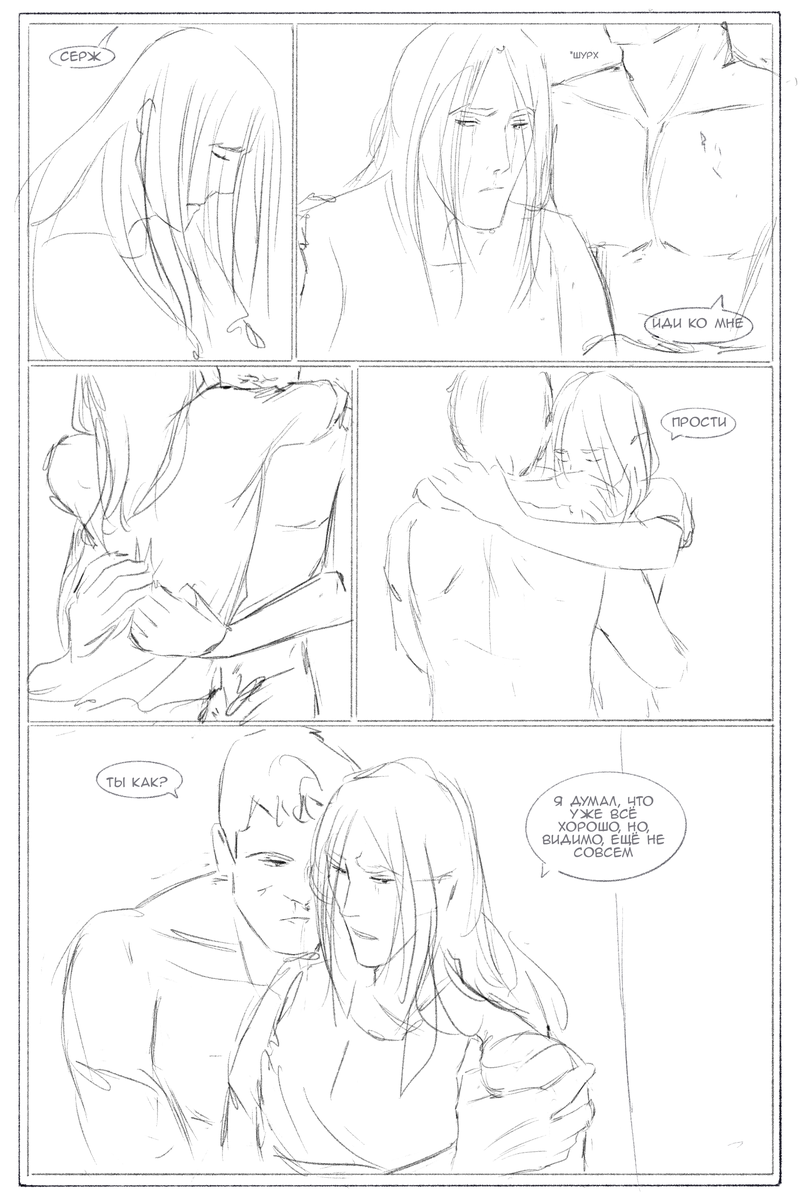 СЕРЖ
*ШУРХ
ИДИ КО МНЕ
ПРОСТИ
ТЫ КАК?
Я ДУМАЛ, ЧТО
УЖЕ ВСЁ
ХОРОШО, НО,
ВИДИМО, ЕЩЁ НЕ
СОВСЕМ